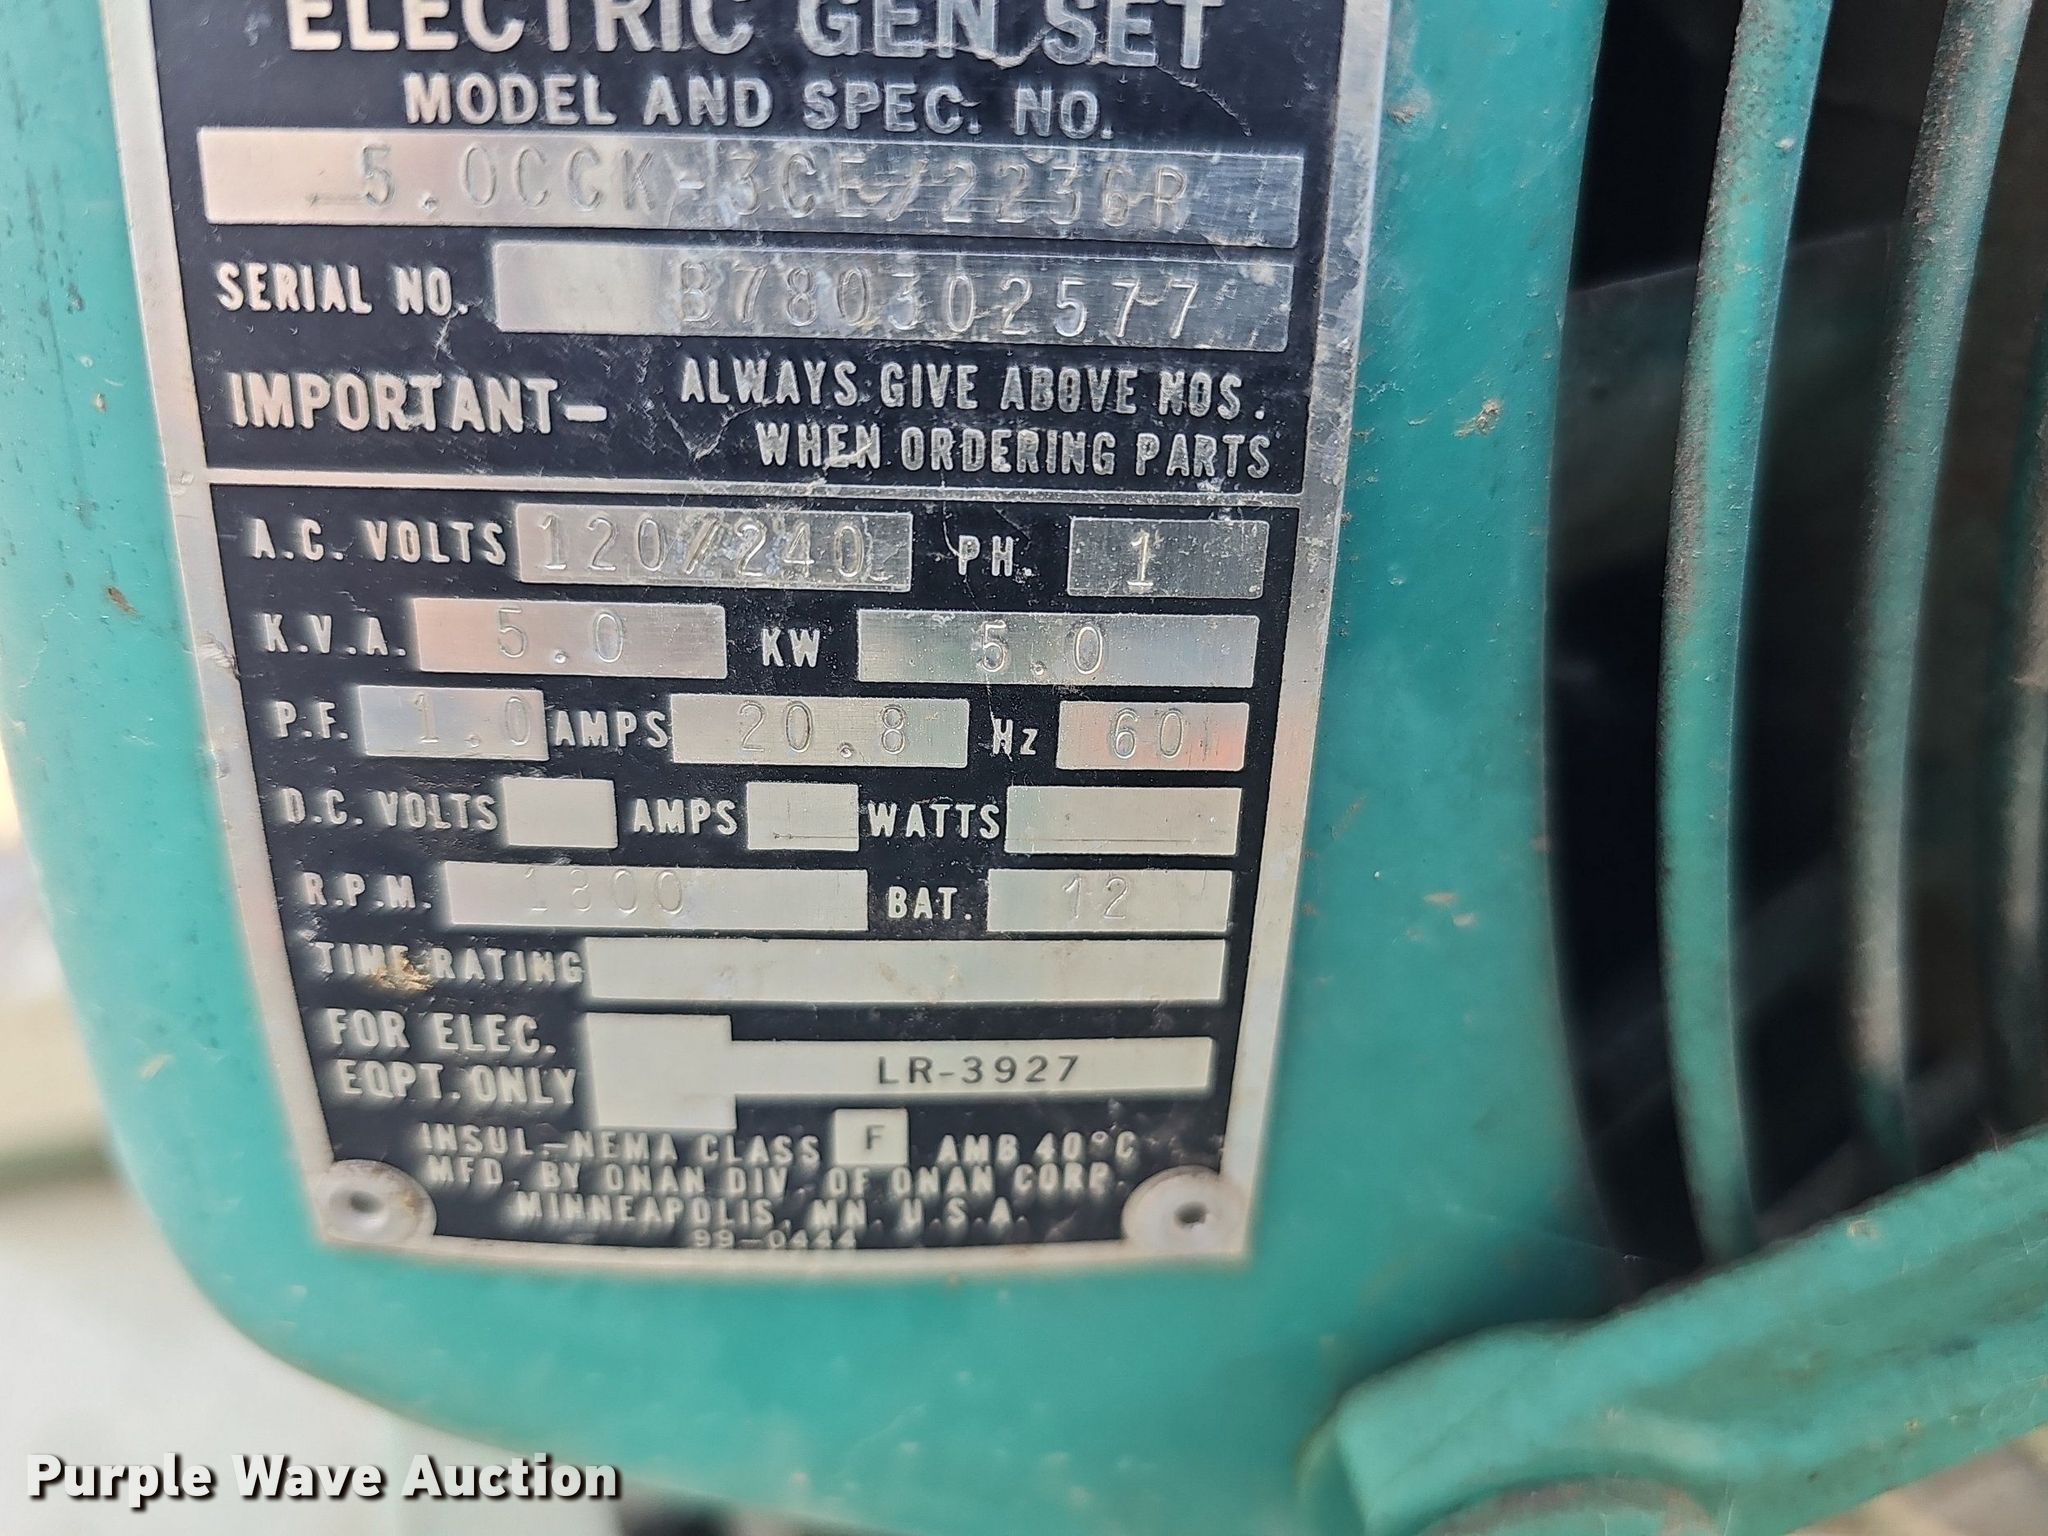 ELECTRIC GEN SET
MODEL AND SPEC. NO.
5.0CCK-3CE/2236R
SERIAL NO. B780302577
IMPORTANT- ALWAYS GIVE ABOVE NOS.
WHEN ORDERING PARTS
A.C. VOLTS 120/240 PH. 1
K.V.A. 5.0 KW 5.0
P.F. 1.0 AMPS 20.8 Hz 60
D.C. VOLTS AMPS WATTS
R.P.M. 1800 BAT. 12
TIME RATING
FOR ELEC.
EQPT. ONLY LR-3927
INSUL.-NEMA CLASS F AMB 40°C
MFD. BY ONAN DIV. OF ONAN CORP.
MINNEAPOLIS, MN. U.S.A.
99-0444
Purple Wave Auction